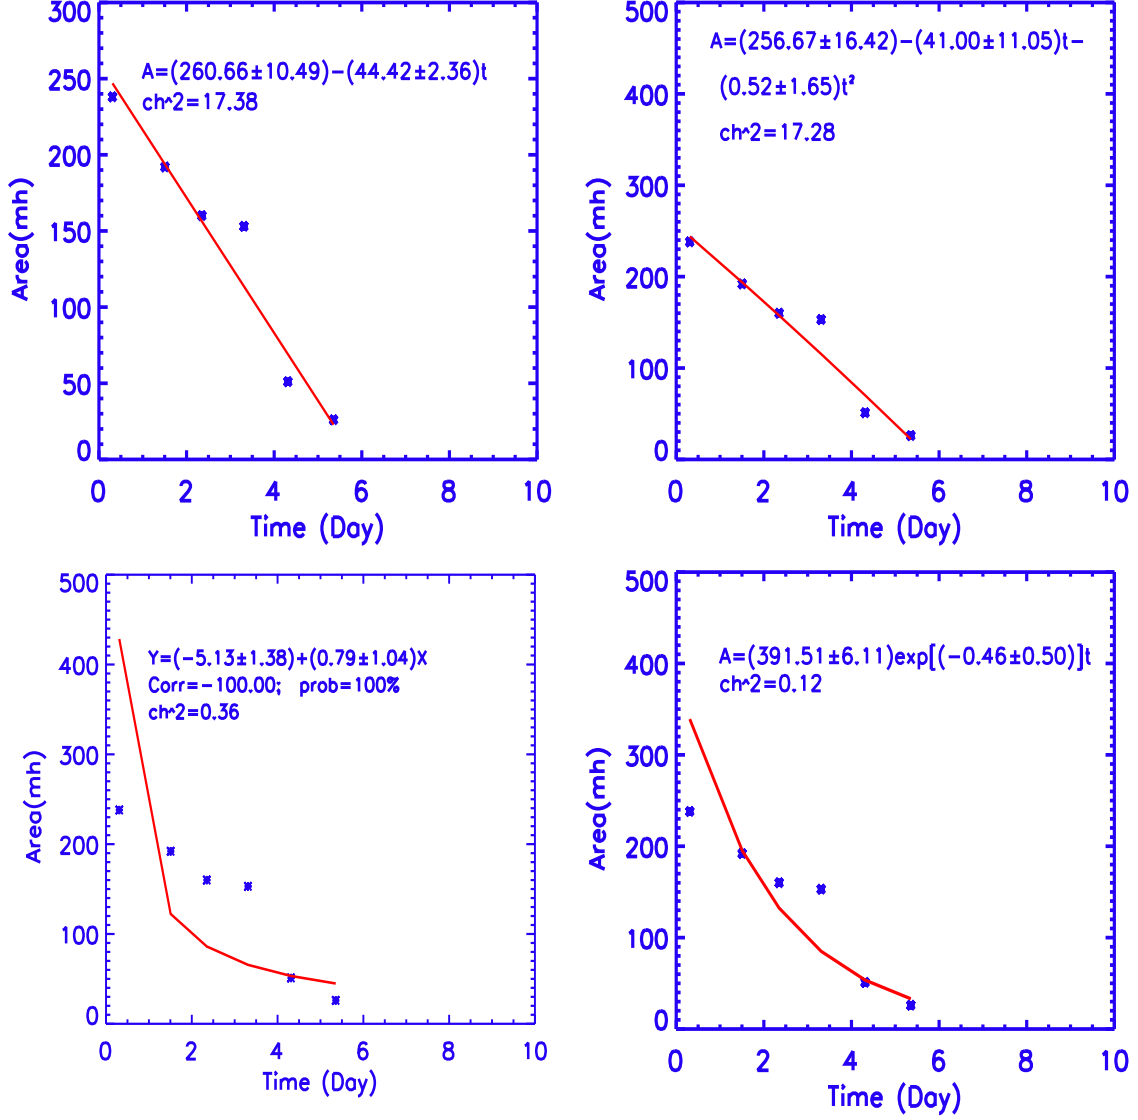 300
250
200
150
100
50
0
Area(mh)
A=(260.66±10.49)−(44.42±2.36)t
ch^2=17.38
0 2 4 6 8 10
Time (Day)
500
400
300
200
100
0
Area(mh)
A=(256.67±16.42)−(41.00±11.05)t−
(0.52±1.65)t²
ch^2=17.28
0 2 4 6 8 10
Time (Day)
500
400
300
200
100
0
Area(mh)
Y=(−5.13±1.38)+(0.79±1.04)X
Corr=−100.00; prob=100%
ch^2=0.36
0 2 4 6 8 10
Time (Day)
500
400
300
200
100
0
Area(mh)
A=(391.51±6.11)exp[(−0.46±0.50)]t
ch^2=0.12
0 2 4 6 8 10
Time (Day)